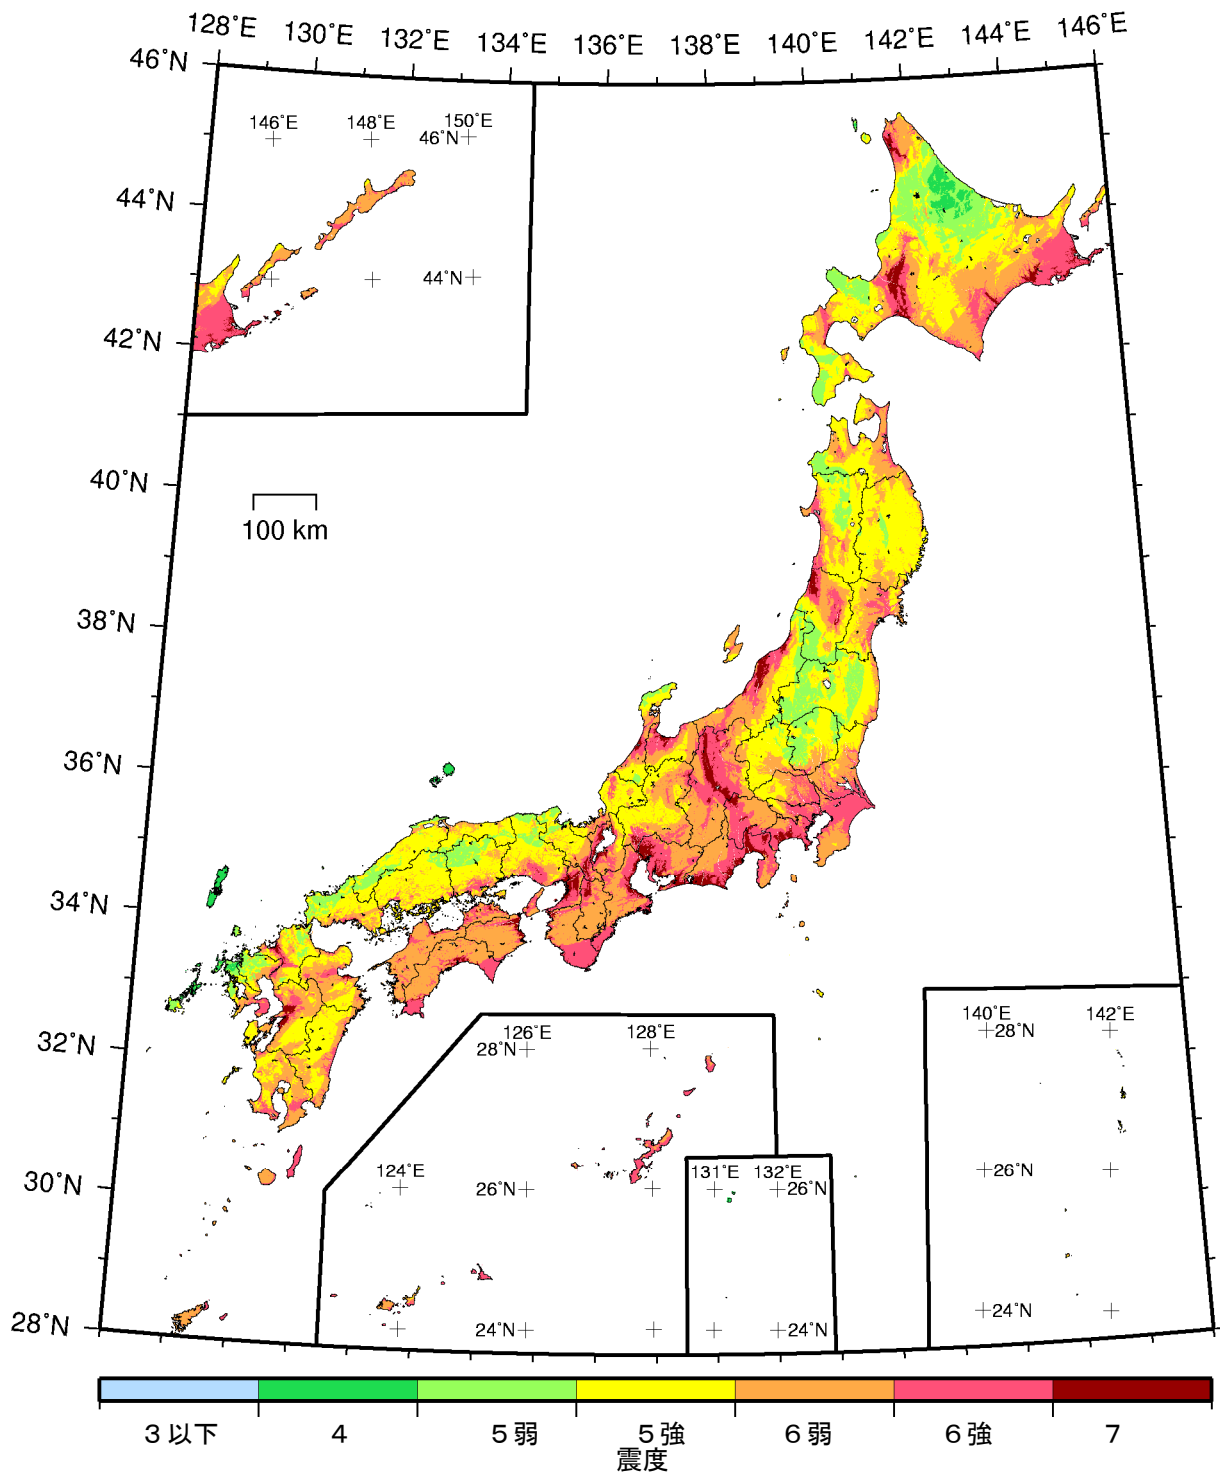 128°E 130°E 132°E 134°E 136°E 138°E 140°E 142°E 144°E 146°E
46°N
146°E 148°E 150°E
46°N
44°N
44°N
42°N
40°N
100 km
38°N
36°N
34°N
32°N
140°E 142°E
28°N
126°E 128°E
28°N
124°E
131°E 132°E
30°N
26°N
26°N
26°N
28°N
24°N
24°N
24°N
3以下 4 5弱 5強 6弱 6強 7
震度